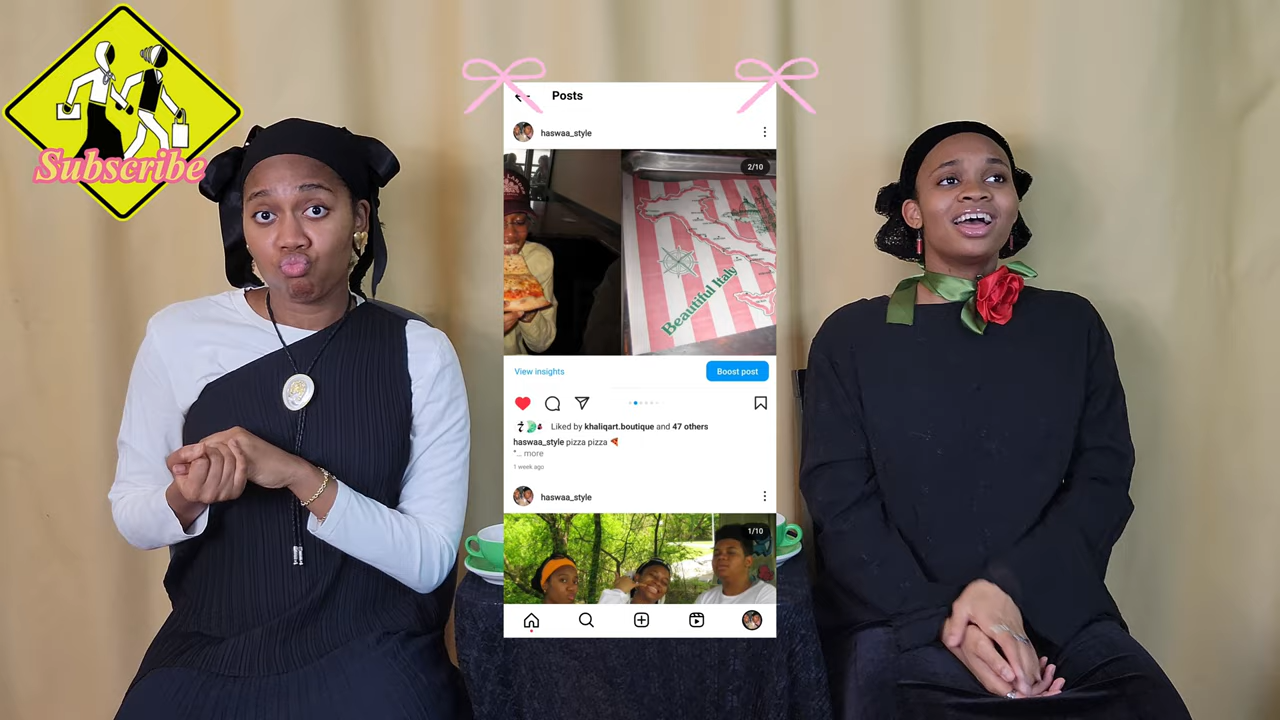 Subscribe
Posts
haswaa_style
2/10
Beautiful Italy
View insights
Boost post
Liked by khaliqart.boutique and 47 others
haswaa_style pizza pizza 🍕
"... more
1 week ago
haswaa_style
1/10